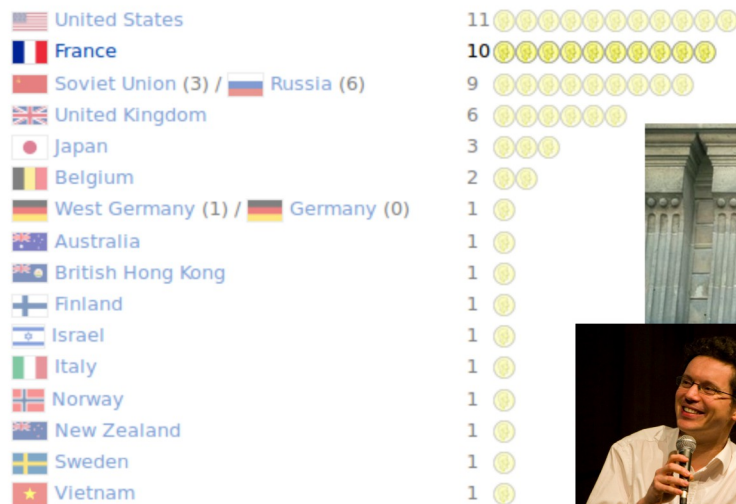 United States 11
France 10
Soviet Union (3) / Russia (6) 9
United Kingdom 6
Japan 3
Belgium 2
West Germany (1) / Germany (0) 1
Australia 1
British Hong Kong 1
Finland 1
Israel 1
Italy 1
Norway 1
New Zealand 1
Sweden 1
Vietnam 1